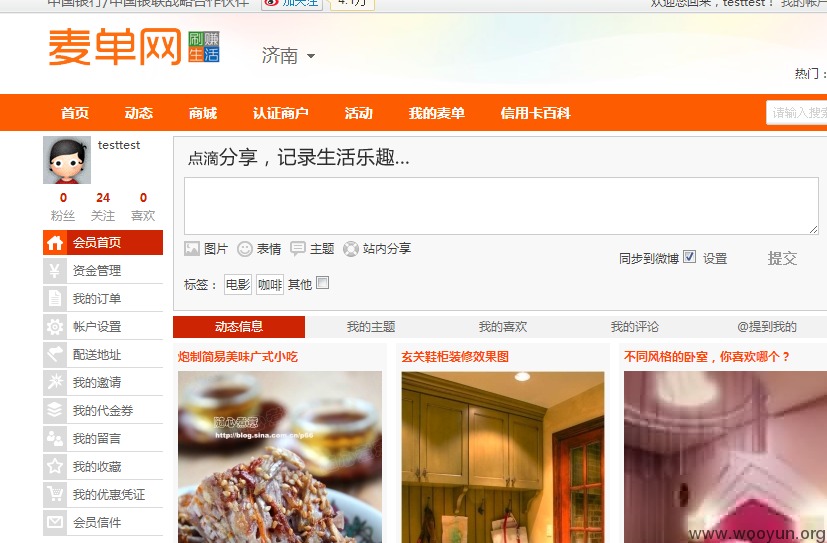 中国银行/中国银联战略合作伙伴 加关注 4.1万 欢迎您回来，testtest！ 我的帐户
麦单网 刷赚生活 济南
热门：
首页 动态 商城 认证商户 活动 我的麦单 信用卡百科 请输入搜索
testtest
点滴分享，记录生活乐趣...
0 24 0
粉丝 关注 喜欢
会员首页
资金管理
我的订单
帐户设置
配送地址
我的邀请
我的代金券
我的留言
我的收藏
我的优惠凭证
会员信件
图片 表情 主题 站内分享
同步到微博 设置 提交
标签： 电影 咖啡 其他
动态信息 我的主题 我的喜欢 我的评论 @提到我的
炮制简易美味广式小吃 玄关鞋柜装修效果图 不同风格的卧室，你喜欢哪个？
http://blog.sina.com.cn/p66
www.wooyun.org